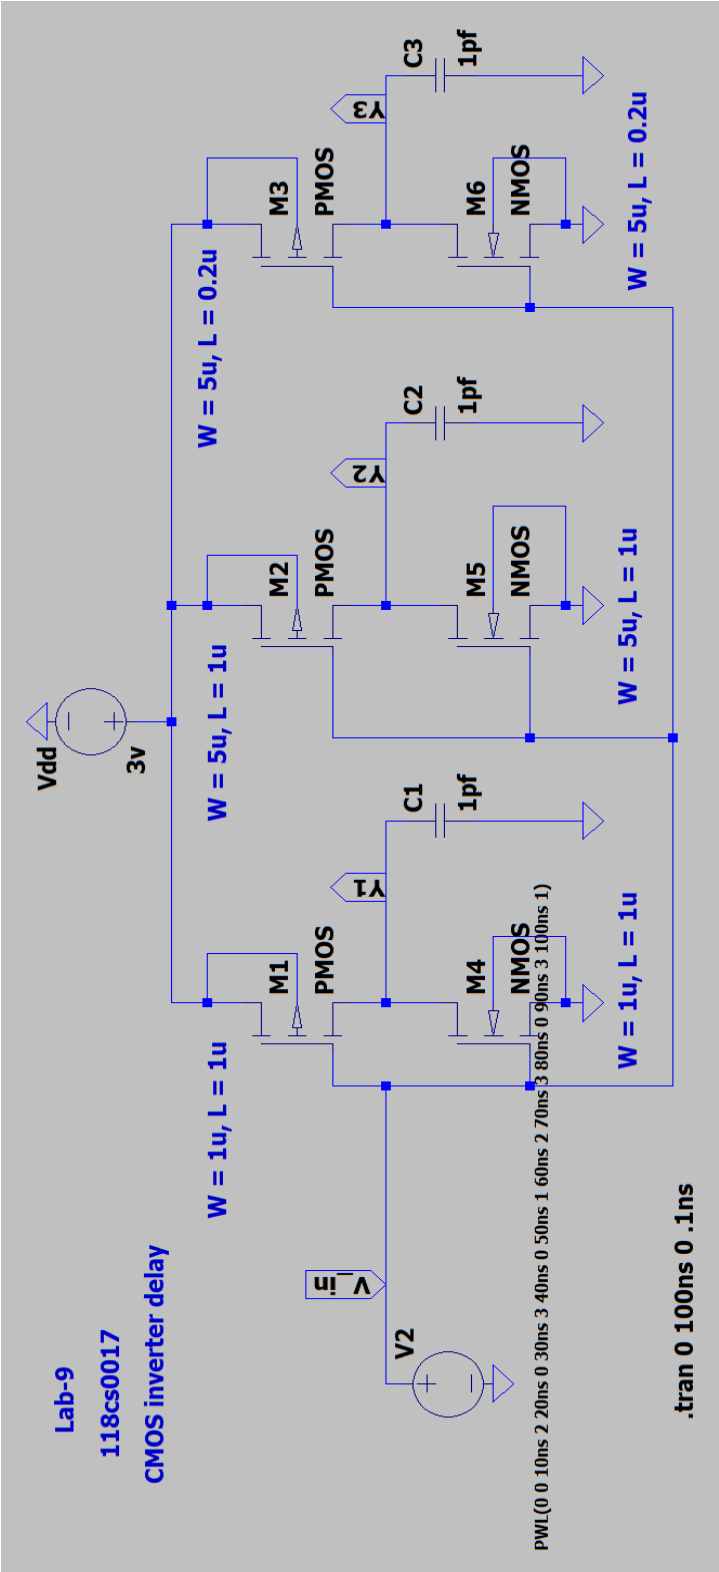 Lab-9
118cs0017
CMOS inverter delay
Vdd
3v
W = 1u, L = 1u
M1
PMOS
W = 5u, L = 1u
M2
PMOS
W = 5u, L = 0.2u
M3
PMOS
V_in
V2
Y1
C1
1pf
Y2
C2
1pf
Y3
C3
1pf
M4
NMOS
W = 1u, L = 1u
M5
NMOS
W = 5u, L = 1u
M6
NMOS
W = 5u, L = 0.2u
PWL(0 0 10ns 2 20ns 0 30ns 3 40ns 0 50ns 1 60ns 2 70ns 3 80ns 0 90ns 3 100ns 1)
.tran 0 100ns 0 .1ns